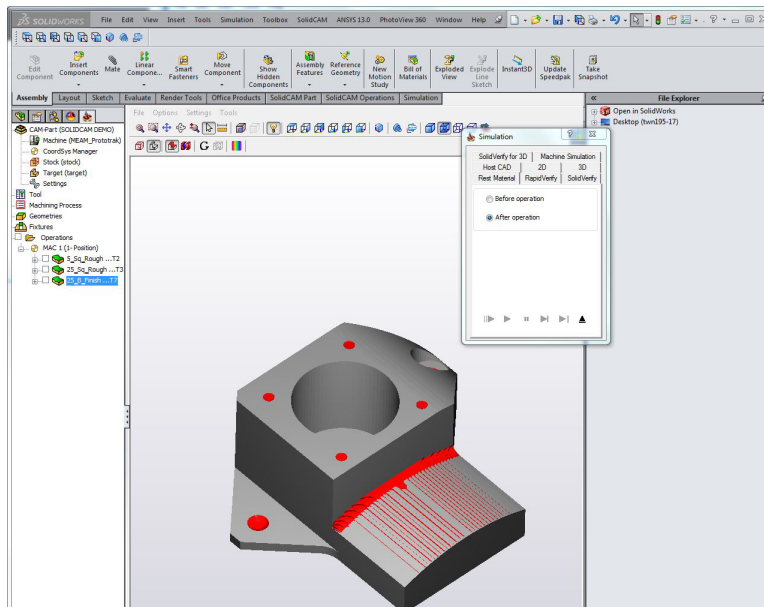 SOLIDWORKS File Edit View Insert Tools Simulation Toolbox SolidCAM ANSYS 13.0 PhotoView 360 Window Help
Edit Component
Insert Components
Mate
Linear Compone...
Smart Fasteners
Move Component
Show Hidden Components
Assembly Features
Reference Geometry
New Motion Study
Bill of Materials
Exploded View
Explode Line Sketch
Instant3D
Update Speedpak
Take Snapshot
Assembly Layout Sketch Evaluate Render Tools Office Products SolidCAM Part SolidCAM Operations Simulation
File Options Settings Tools
CAM-Part (SOLIDCAM DEMO)
Machine (MEAM_Prototrak)
CoordSys Manager
Stock (stock)
Target (target)
Settings
Tool
Machining Process
Geometries
Fixtures
Operations
MAC 1 (1- Position)
5_Sq_Rough ...T2
25_Sq_Rough ...T3
25_B_Finish ...T7
File Explorer
Open in SolidWorks
Desktop (twn195-17)
Simulation
SolidVerify for 3D Machine Simulation
Host CAD 2D 3D
Rest Material RapidVerify SolidVerify
Before operation
After operation
G